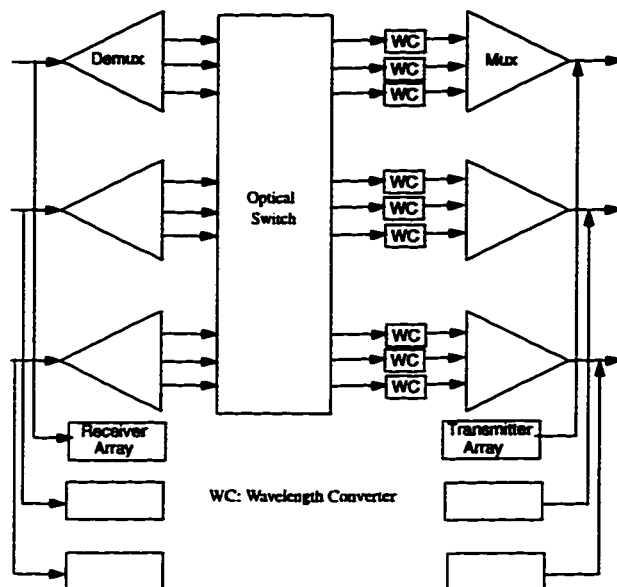 Demux
WC
WC
WC
Mux
Optical
Switch
WC
WC
WC
WC
WC
WC
Receiver
Array
Transmitter
Array
WC: Wavelength Converter